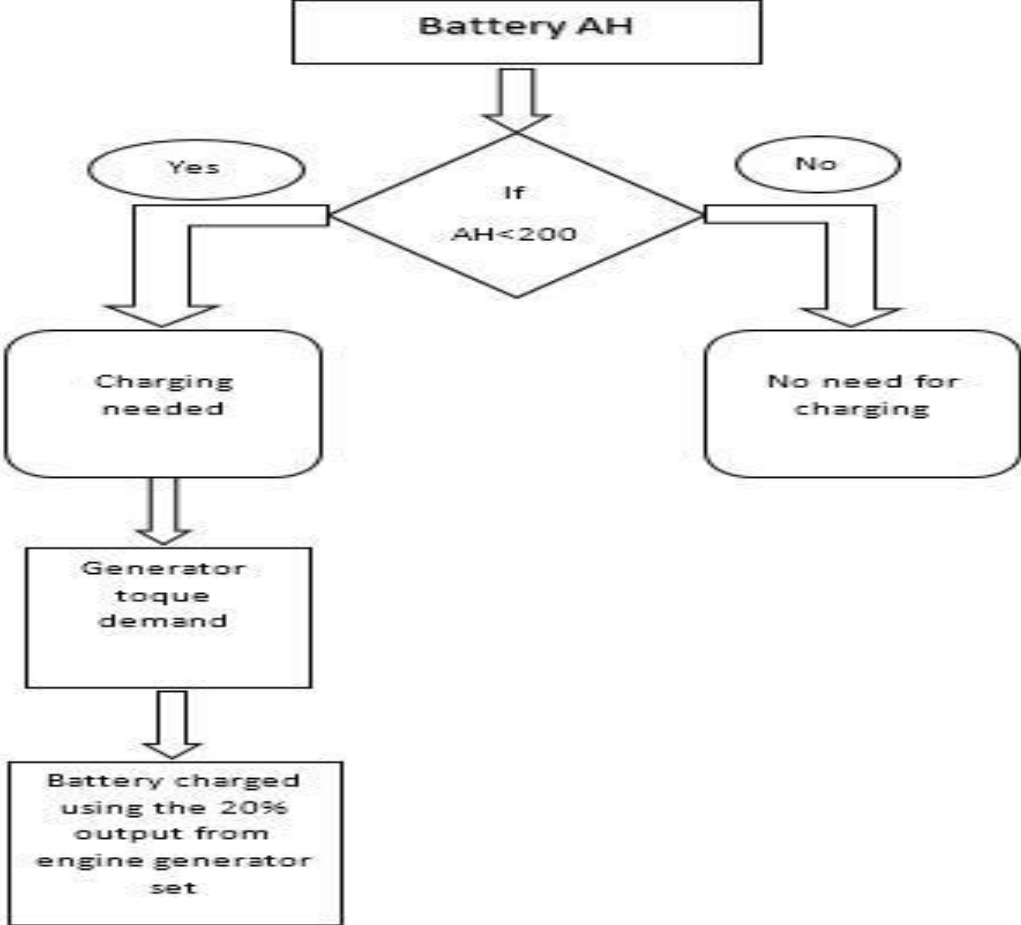 Battery AH
Yes
If
AH<200
No
Charging
needed
No need for
charging
Generator
toque
demand
Battery charged
using the 20%
output from
engine generator
set